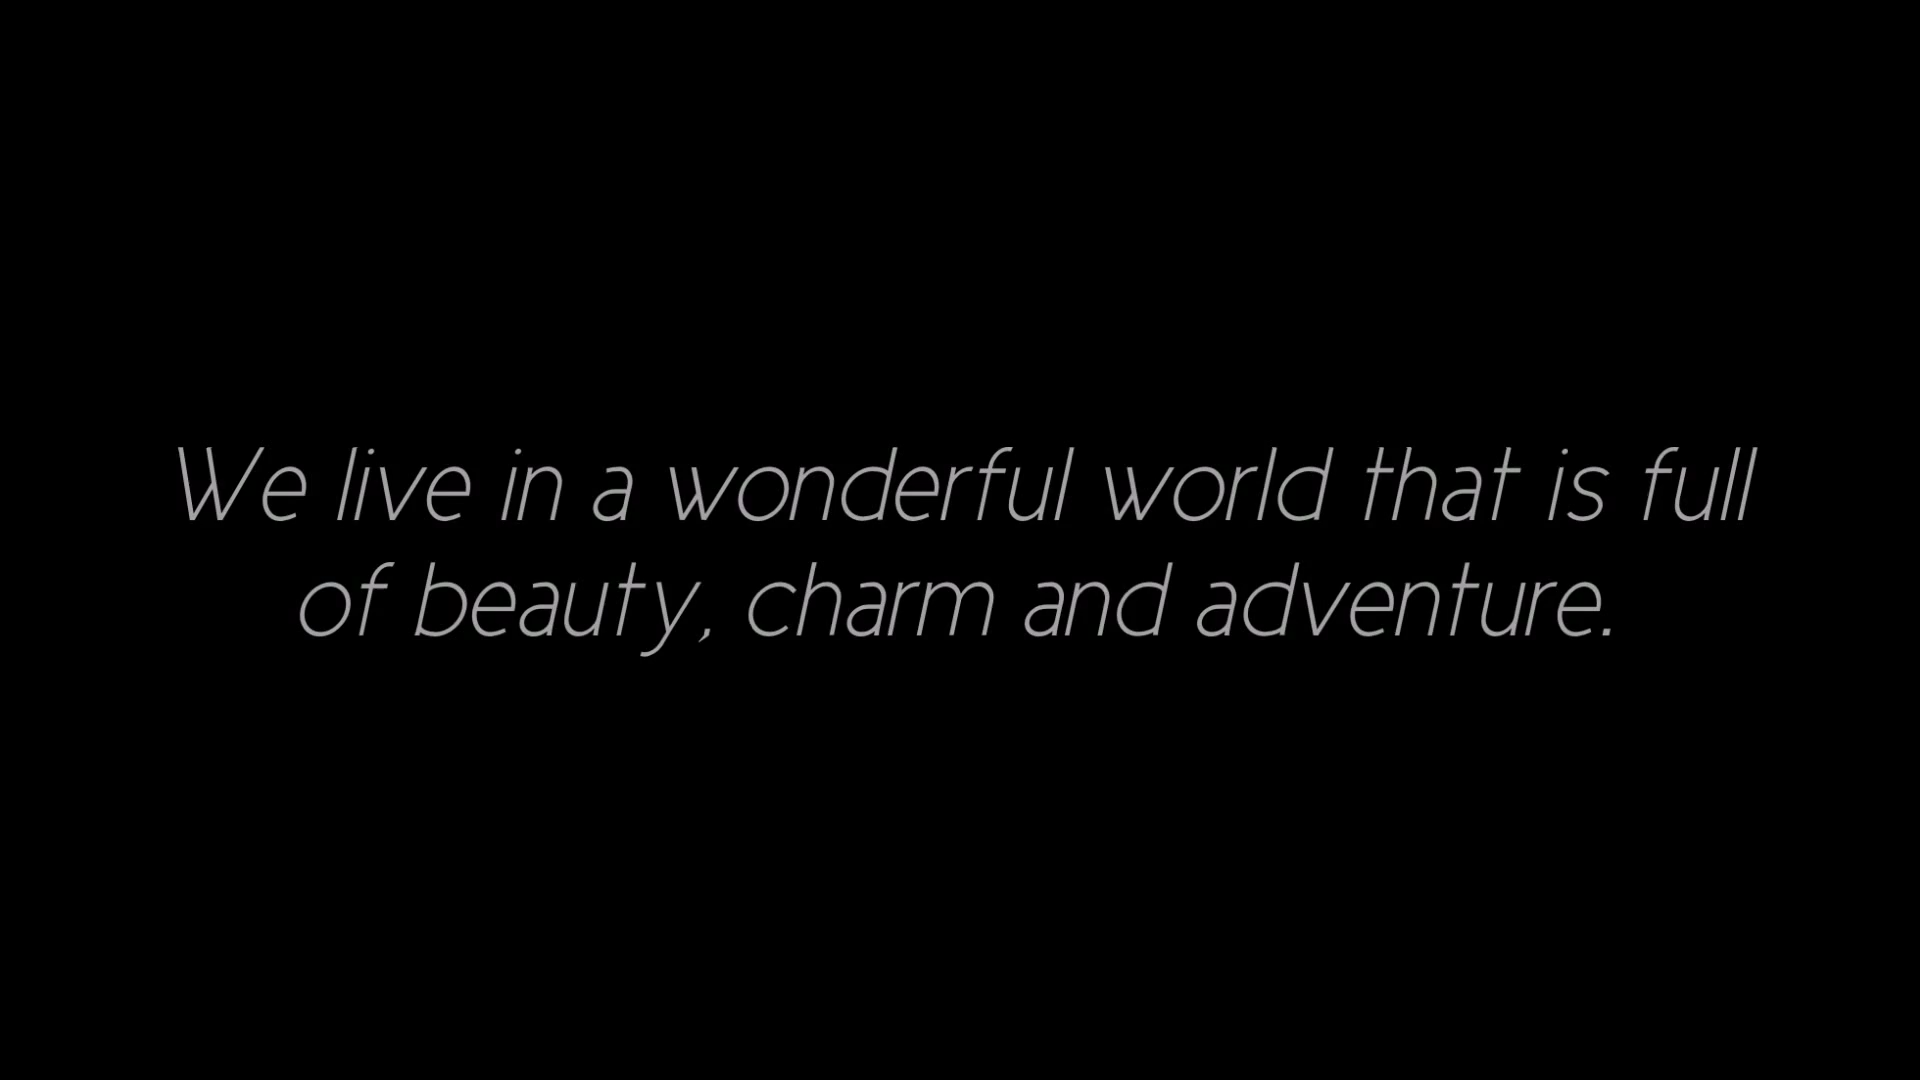 We live in a wonderful world that is full
of beauty, charm and adventure.